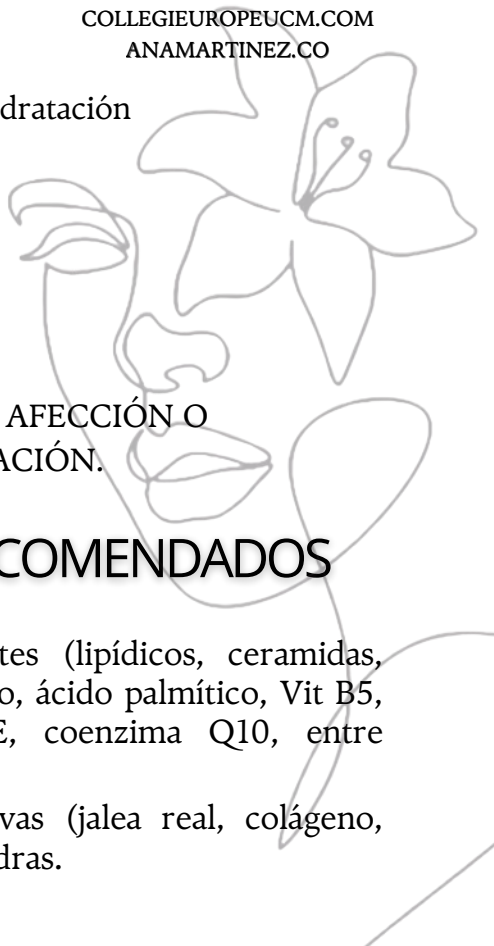 COLLEGIEUROPEUCM.COM
ANAMARTINEZ.CO
dratación
AFECCIÓN O
ACIÓN.
COMENDADOS
tes (lipídicos, ceramidas,
o, ácido palmítico, Vit B5,
E, coenzima Q10, entre
vas (jalea real, colágeno,
dras.